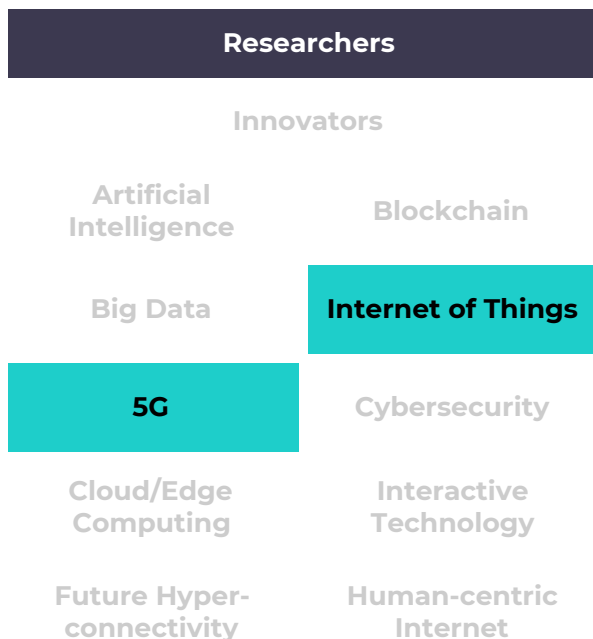 Researchers
Innovators
Artificial
Intelligence
Blockchain
Big Data
Internet of Things
5G
Cybersecurity
Cloud/Edge
Computing
Interactive
Technology
Future Hyper-
connectivity
Human-centric
Internet